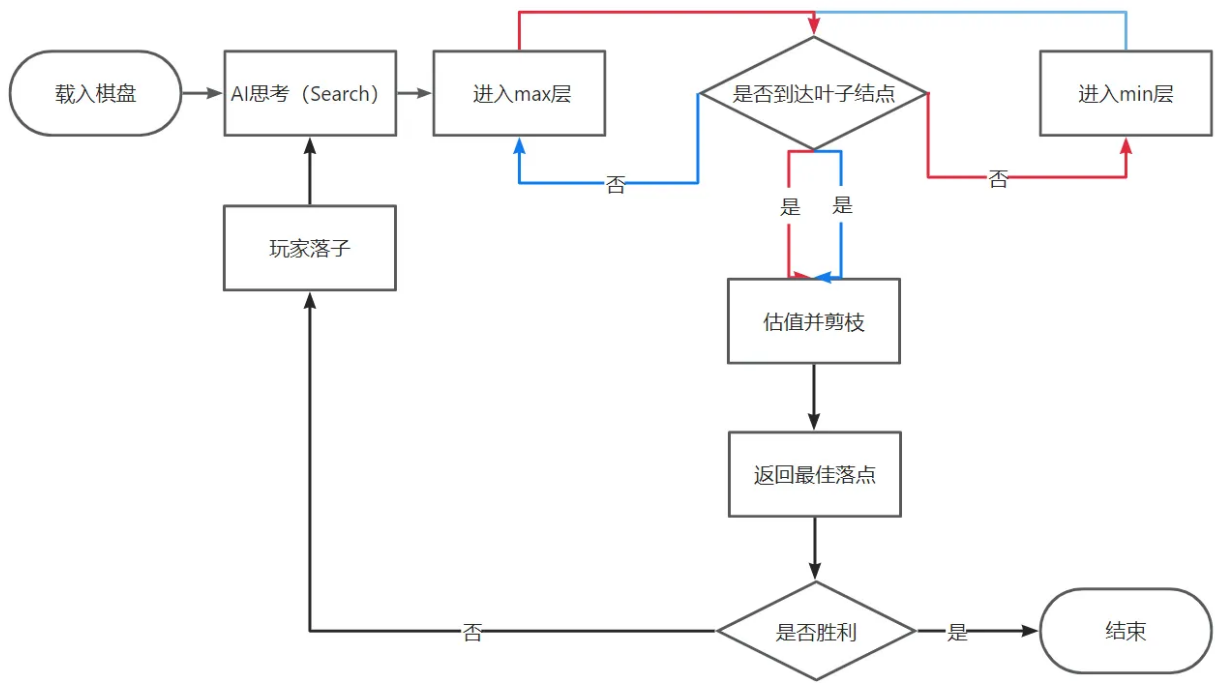 载入棋盘
AI思考（Search）
进入max层
是否到达叶子结点
进入min层
否
否
是
是
玩家落子
估值并剪枝
返回最佳落点
是否胜利
否
是
结束